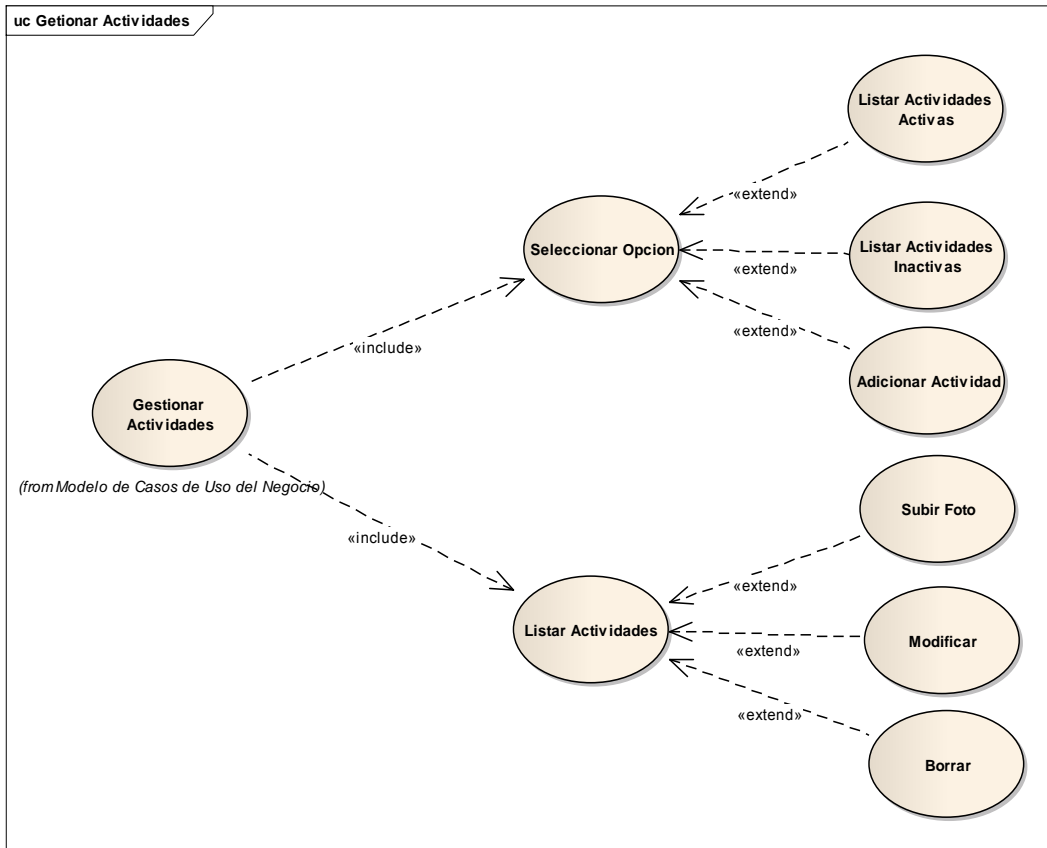 uc Getionar Actividades
Listar Actividades
Activas
«extend»
Seleccionar Opcion
Listar Actividades
Inactivas
«extend»
«extend»
Adicionar Actividad
«include»
Gestionar
Actividades
(from Modelo de Casos de Uso del Negocio)
«include»
Subir Foto
«extend»
Listar Actividades
Modificar
«extend»
«extend»
Borrar